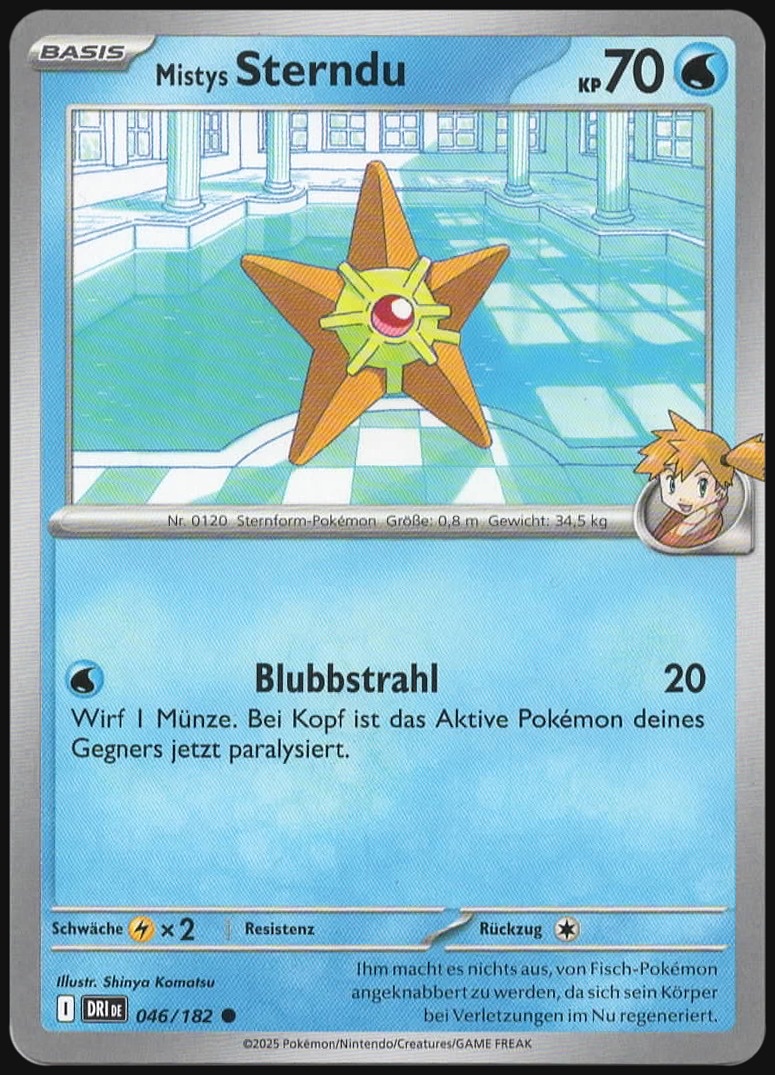 BASIS
Mistys Sterndu
KP 70
Nr. 0120 Sternform-Pokémon Größe: 0,8 m Gewicht: 34,5 kg
Blubbstrahl 20
Wirf 1 Münze. Bei Kopf ist das Aktive Pokémon deines
Gegners jetzt paralysiert.
Schwäche ×2 Resistenz Rückzug
Illustr. Shinya Komatsu
I DRI DE 046/182
Ihm macht es nichts aus, von Fisch-Pokémon
angeknabbert zu werden, da sich sein Körper
bei Verletzungen im Nu regeneriert.
©2025 Pokémon/Nintendo/Creatures/GAME FREAK